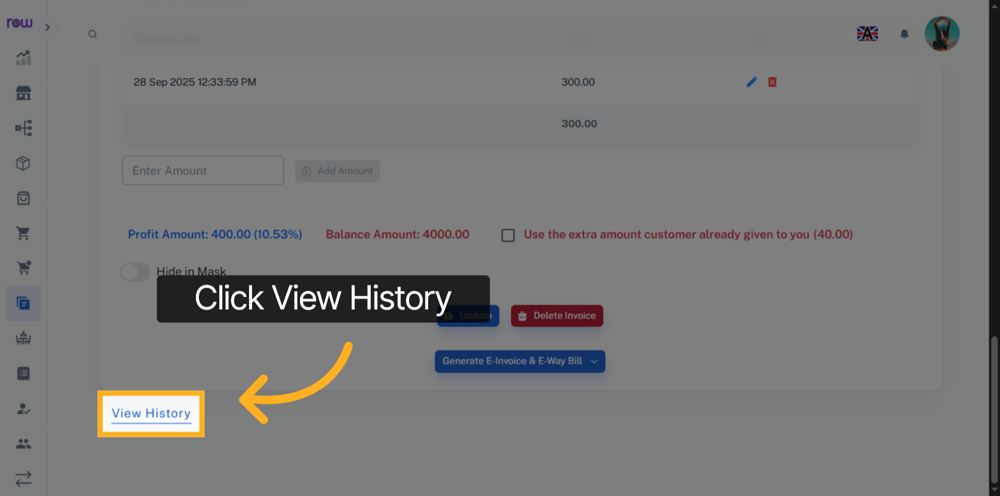 row
A
28 Sep 2025 12:33:59 PM 300.00
300.00
Enter Amount Add Amount
Profit Amount: 400.00 (10.53%) Balance Amount: 4000.00 Use the extra amount customer already given to you (40.00)
Hide in Mask
Click View History
Update Delete Invoice
Generate E-Invoice & E-Way Bill
View History